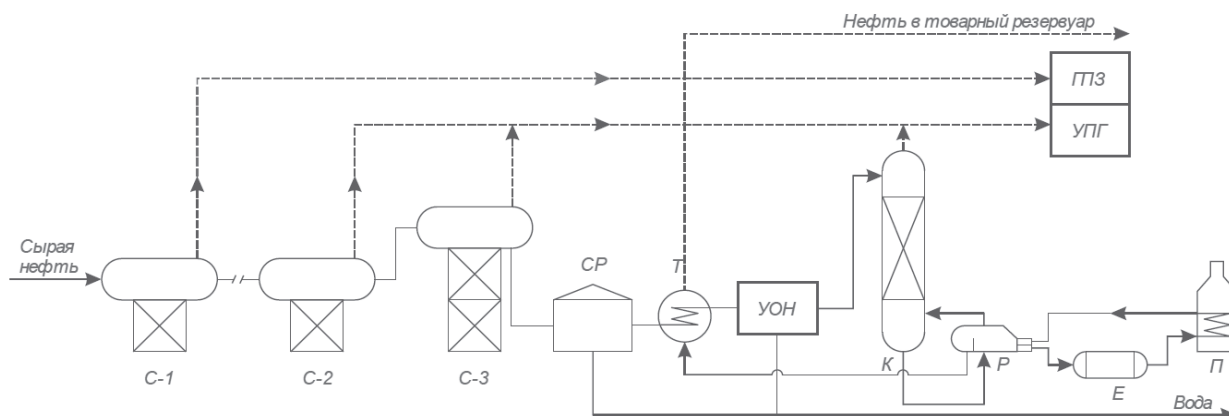 Нефть в товарный резервуар
ГПЗ
УПГ
Сырая
нефть
СР
Т
УОН
С-1
С-2
С-3
К
Р
Е
П
Вода